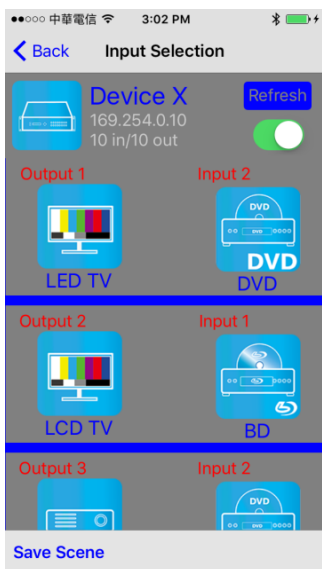 中華電信 3:02 PM
Back Input Selection
Device X Refresh
169.254.0.10
10 in/10 out
Output 1 Input 2
DVD
DVD
LED TV DVD
Output 2 Input 1
LCD TV BD
Output 3 Input 2
DVD
Save Scene